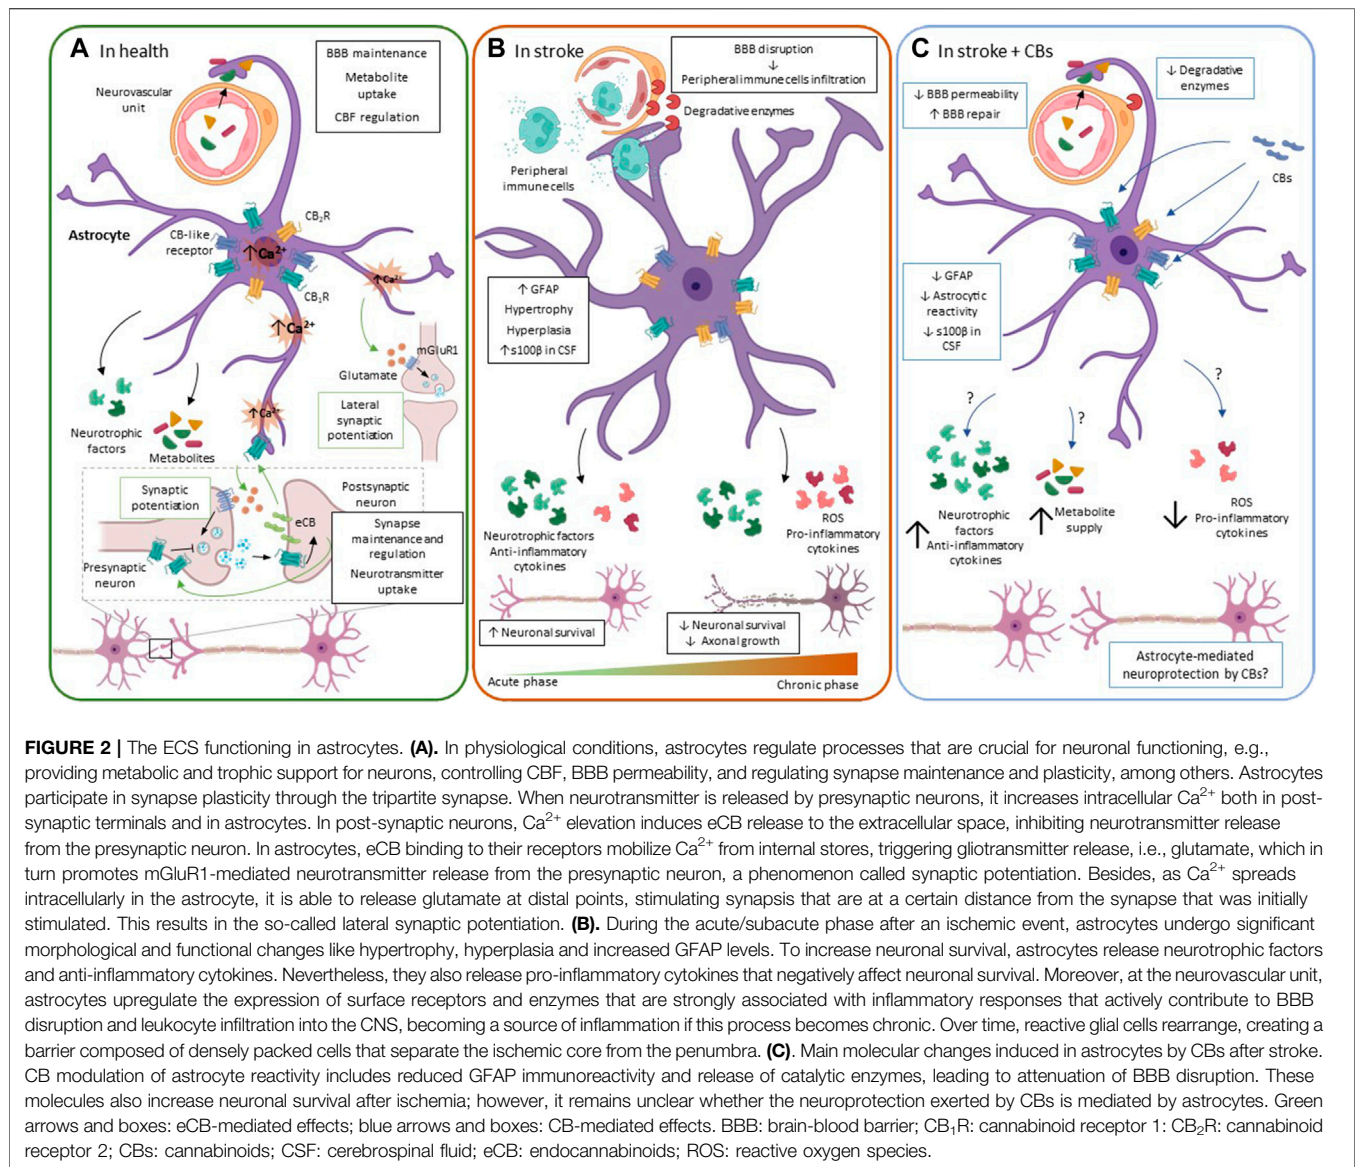 A In health
BBB maintenance
Metabolite
uptake
CBF regulation
Neurovascular
unit
Astrocyte
CB-like
receptor
CB₂R
↑Ca²⁺
CB₁R
↑Ca²⁺
↑Ca²⁺
↑Ca²⁺
mGluR1
Glutamate
Lateral
synaptic
potentiation
Neurotrophic
factors
Metabolites
Synaptic
potentiation
Postsynaptic
neuron
eCB
Synapse
maintenance and
regulation
Neurotransmitter
uptake
Presynaptic
neuron
B In stroke
BBB disruption
↓
Peripheral immune cells infiltration
Degradative enzymes
Peripheral
immune cells
↑ GFAP
Hypertrophy
Hyperplasia
↑s100β in CSF
Neurotrophic factors
Anti-inflammatory
cytokines
ROS
Pro-inflammatory
cytokines
↑ Neuronal survival
↓ Neuronal survival
↓ Axonal growth
Acute phase
Chronic phase
C In stroke + CBs
↓ Degradative
enzymes
↓ BBB permeability
↑ BBB repair
CBs
↓ GFAP
↓ Astrocytic
reactivity
↓ s100β in
CSF
?
?
?
Neurotrophic
factors
Anti-inflammatory
cytokines
Metabolite
supply
ROS
Pro-inflammatory
cytokines
Astrocyte-mediated
neuroprotection by CBs?
FIGURE 2 | The ECS functioning in astrocytes. (A). In physiological conditions, astrocytes regulate processes that are crucial for neuronal functioning, e.g.,
providing metabolic and trophic support for neurons, controlling CBF, BBB permeability, and regulating synapse maintenance and plasticity, among others. Astrocytes
participate in synapse plasticity through the tripartite synapse. When neurotransmitter is released by presynaptic neurons, it increases intracellular Ca²⁺ both in post-
synaptic terminals and in astrocytes. In post-synaptic neurons, Ca²⁺ elevation induces eCB release to the extracellular space, inhibiting neurotransmitter release
from the presynaptic neuron. In astrocytes, eCB binding to their receptors mobilize Ca²⁺ from internal stores, triggering gliotransmitter release, i.e., glutamate, which in
turn promotes mGluR1-mediated neurotransmitter release from the presynaptic neuron, a phenomenon called synaptic potentiation. Besides, as Ca²⁺ spreads
intracellularly in the astrocyte, it is able to release glutamate at distal points, stimulating synapsis that are at a certain distance from the synapse that was initially
stimulated. This results in the so-called lateral synaptic potentiation. (B). During the acute/subacute phase after an ischemic event, astrocytes undergo significant
morphological and functional changes like hypertrophy, hyperplasia and increased GFAP levels. To increase neuronal survival, astrocytes release neurotrophic factors
and anti-inflammatory cytokines. Nevertheless, they also release pro-inflammatory cytokines that negatively affect neuronal survival. Moreover, at the neurovascular unit,
astrocytes upregulate the expression of surface receptors and enzymes that are strongly associated with inflammatory responses that actively contribute to BBB
disruption and leukocyte infiltration into the CNS, becoming a source of inflammation if this process becomes chronic. Over time, reactive glial cells rearrange, creating a
barrier composed of densely packed cells that separate the ischemic core from the penumbra. (C). Main molecular changes induced in astrocytes by CBs after stroke.
CB modulation of astrocyte reactivity includes reduced GFAP immunoreactivity and release of catalytic enzymes, leading to attenuation of BBB disruption. These
molecules also increase neuronal survival after ischemia; however, it remains unclear whether the neuroprotection exerted by CBs is mediated by astrocytes. Green
arrows and boxes: eCB-mediated effects; blue arrows and boxes: CB-mediated effects. BBB: brain-blood barrier; CB₁R: cannabinoid receptor 1: CB₂R: cannabinoid
receptor 2; CBs: cannabinoids; CSF: cerebrospinal fluid; eCB: endocannabinoids; ROS: reactive oxygen species.